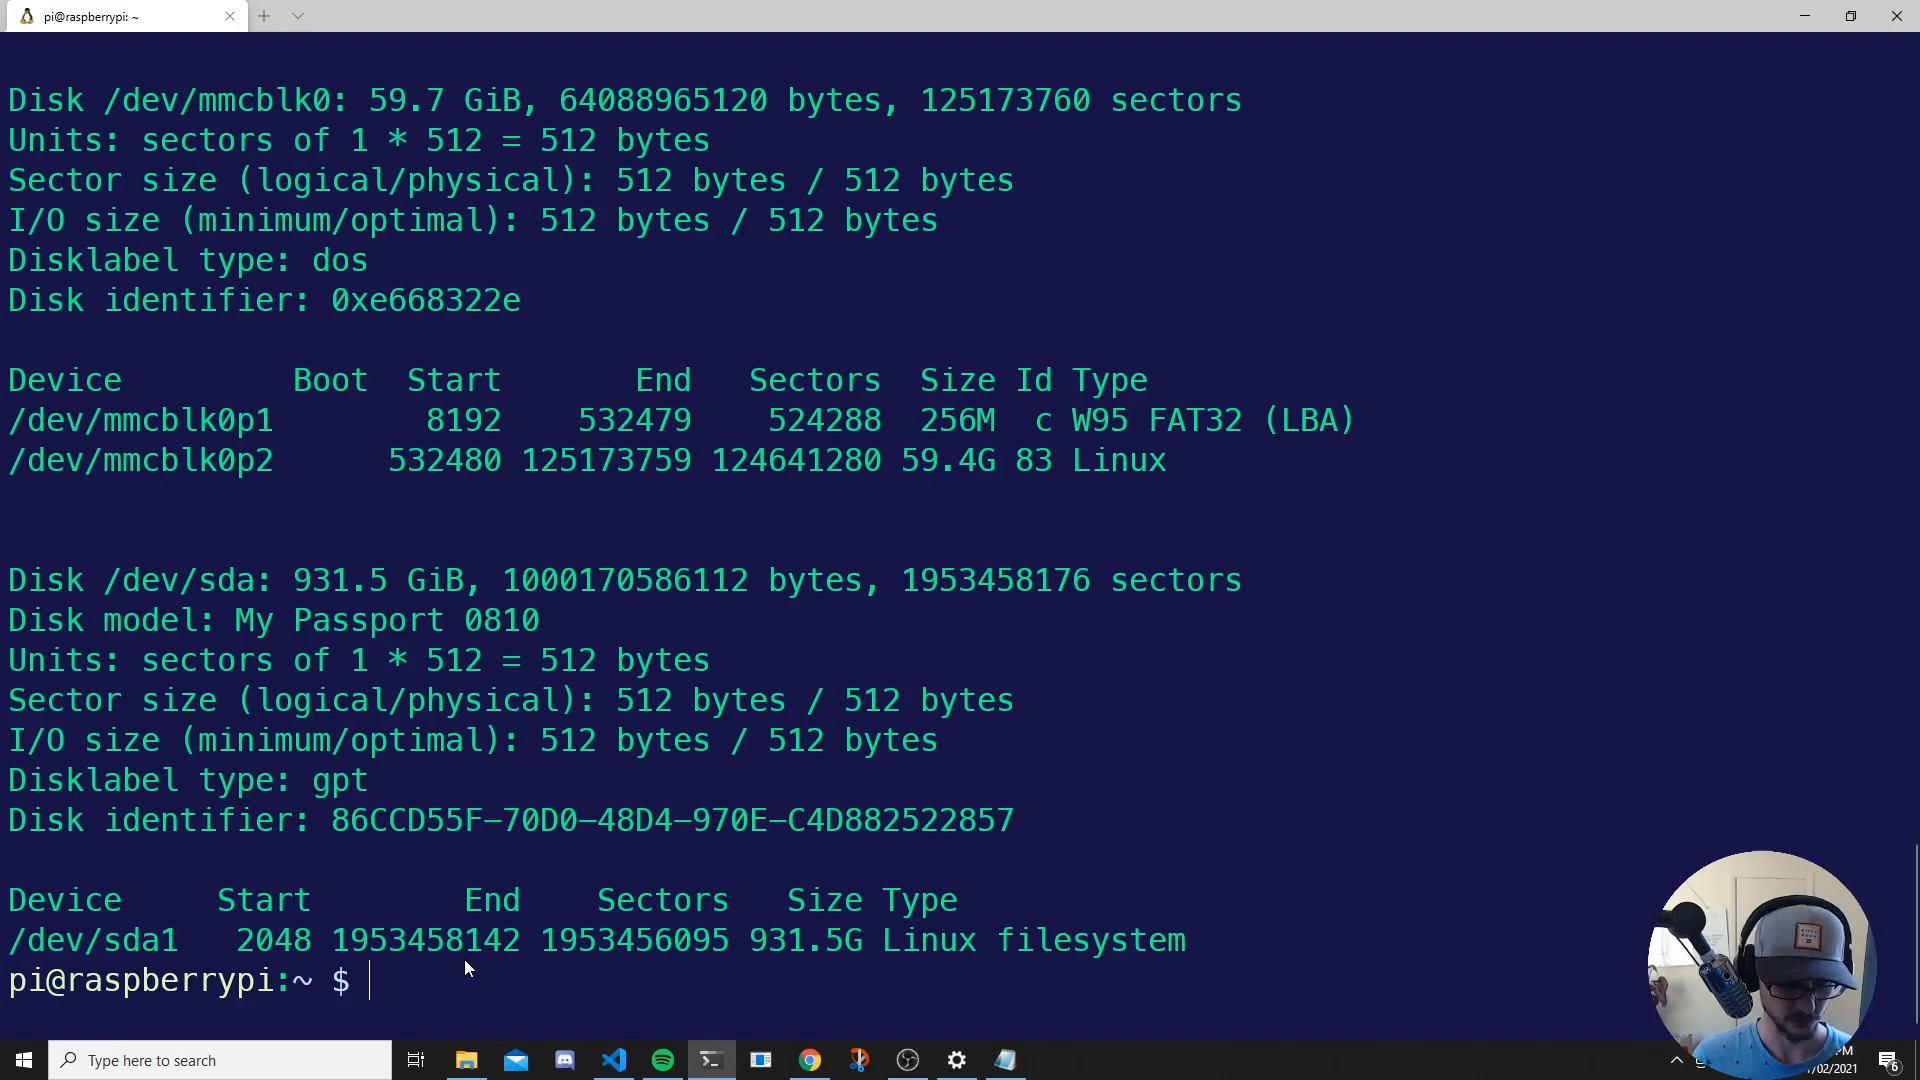 pi@raspberrypi: ~
Disk /dev/mmcblk0: 59.7 GiB, 64088965120 bytes, 125173760 sectors
Units: sectors of 1 * 512 = 512 bytes
Sector size (logical/physical): 512 bytes / 512 bytes
I/O size (minimum/optimal): 512 bytes / 512 bytes
Disklabel type: dos
Disk identifier: 0xe668322e
Device Boot Start End Sectors Size Id Type
/dev/mmcblk0p1 8192 532479 524288 256M c W95 FAT32 (LBA)
/dev/mmcblk0p2 532480 125173759 124641280 59.4G 83 Linux
Disk /dev/sda: 931.5 GiB, 1000170586112 bytes, 1953458176 sectors
Disk model: My Passport 0810
Units: sectors of 1 * 512 = 512 bytes
Sector size (logical/physical): 512 bytes / 512 bytes
I/O size (minimum/optimal): 512 bytes / 512 bytes
Disklabel type: gpt
Disk identifier: 86CCD55F-70D0-48D4-970E-C4D882522857
Device Start End Sectors Size Type
/dev/sda1 2048 1953458142 1953456095 931.5G Linux filesystem
pi@raspberrypi:~ $
Type here to search
6